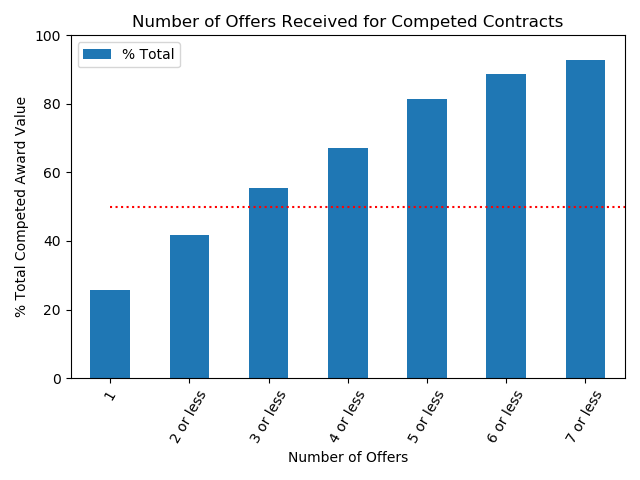 Number of Offers Received for Competed Contracts
% Total
% Total Competed Award Value
100
80
60
40
20
0
1
2 or less
3 or less
4 or less
5 or less
6 or less
7 or less
Number of Offers